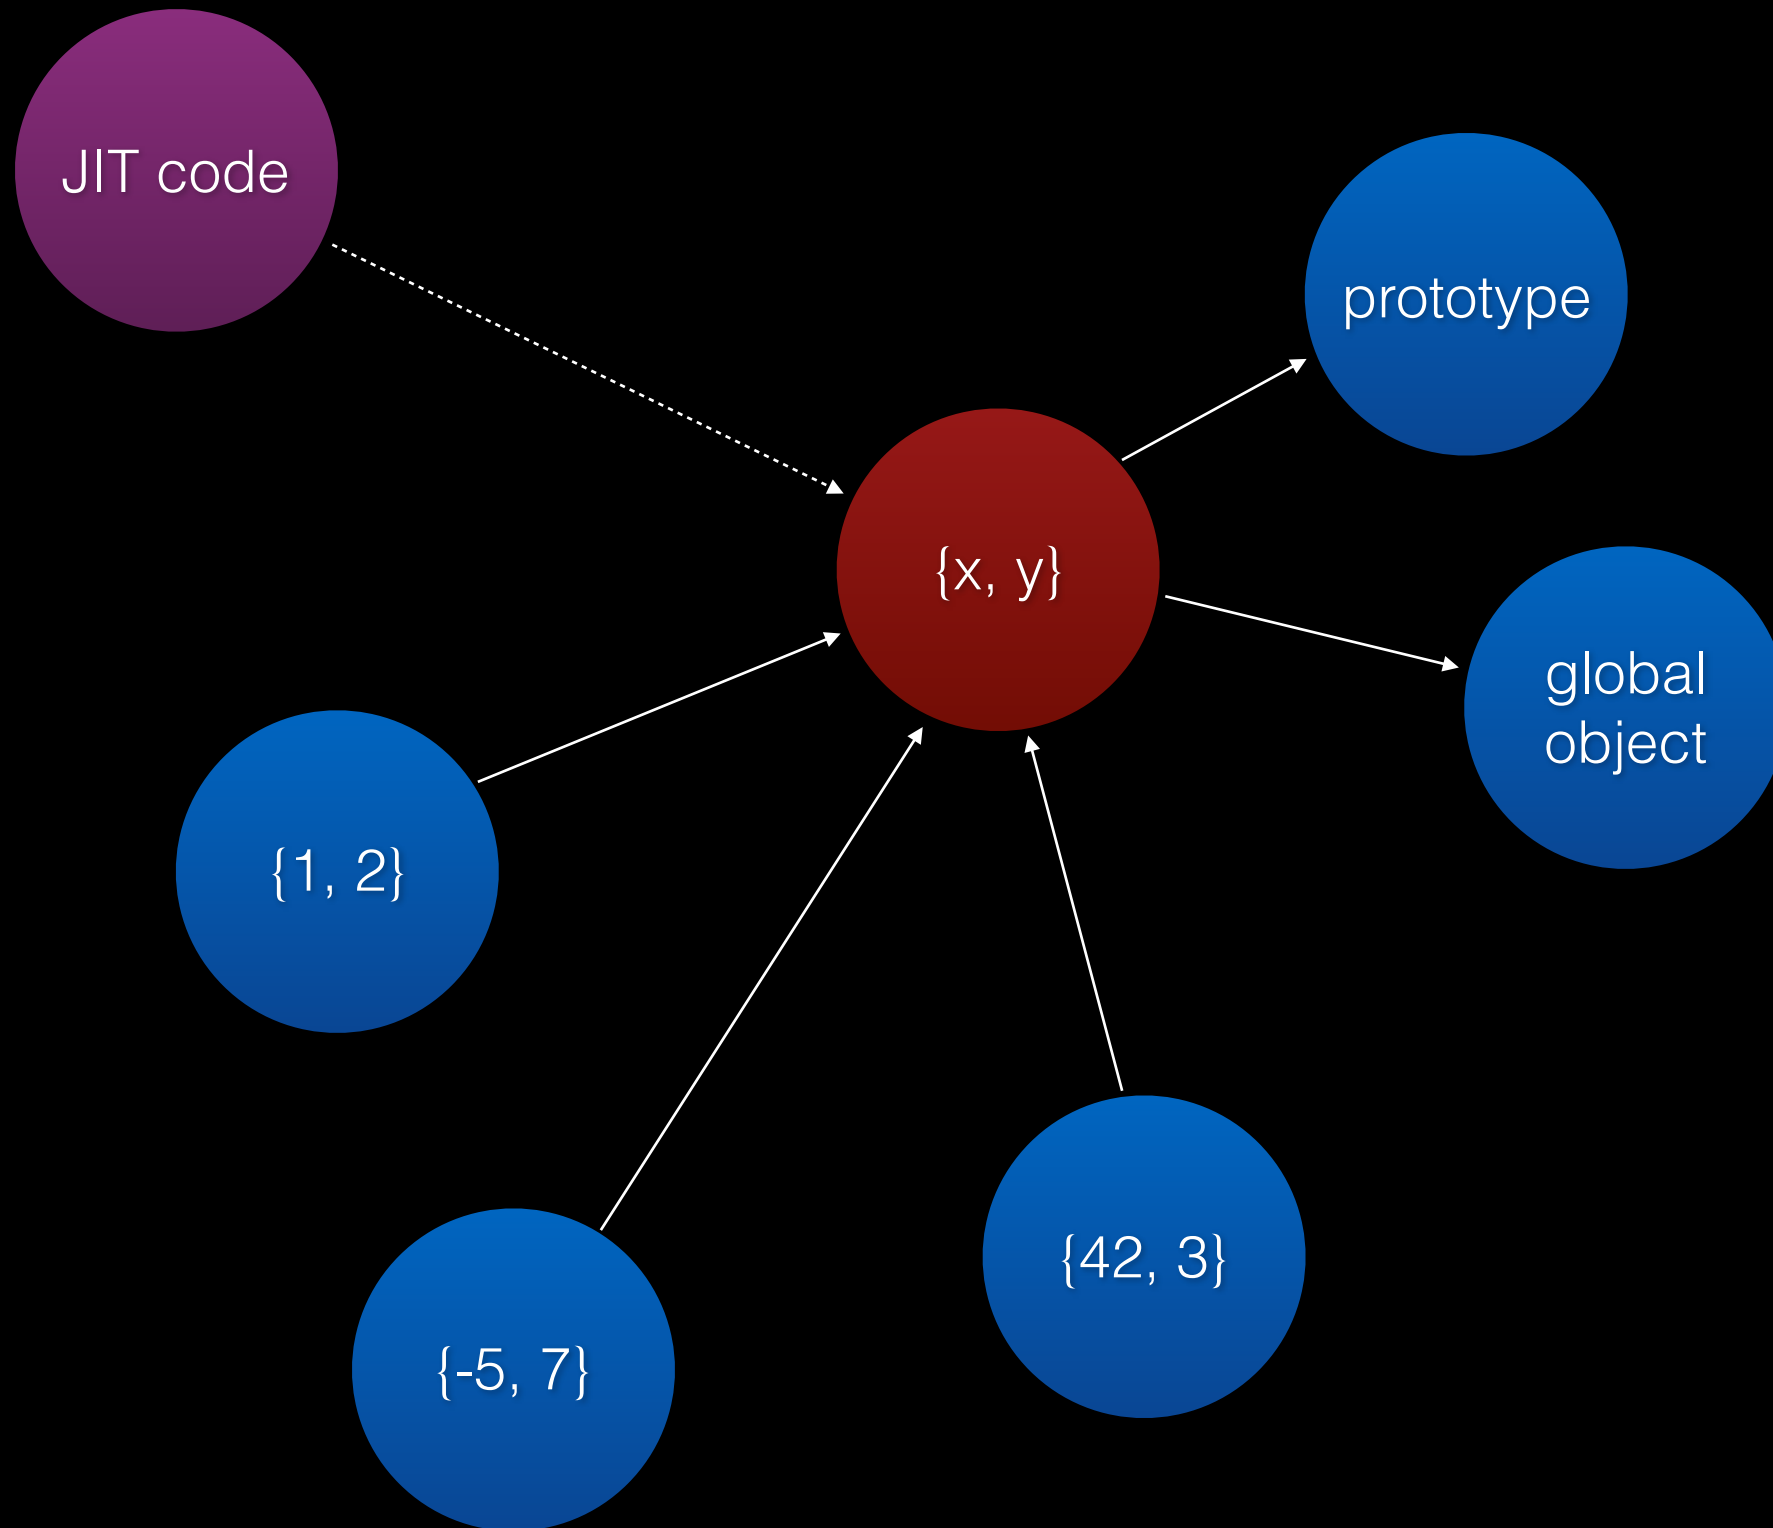 JIT code
prototype
{x, y}
global
object
{1, 2}
{42, 3}
{-5, 7}